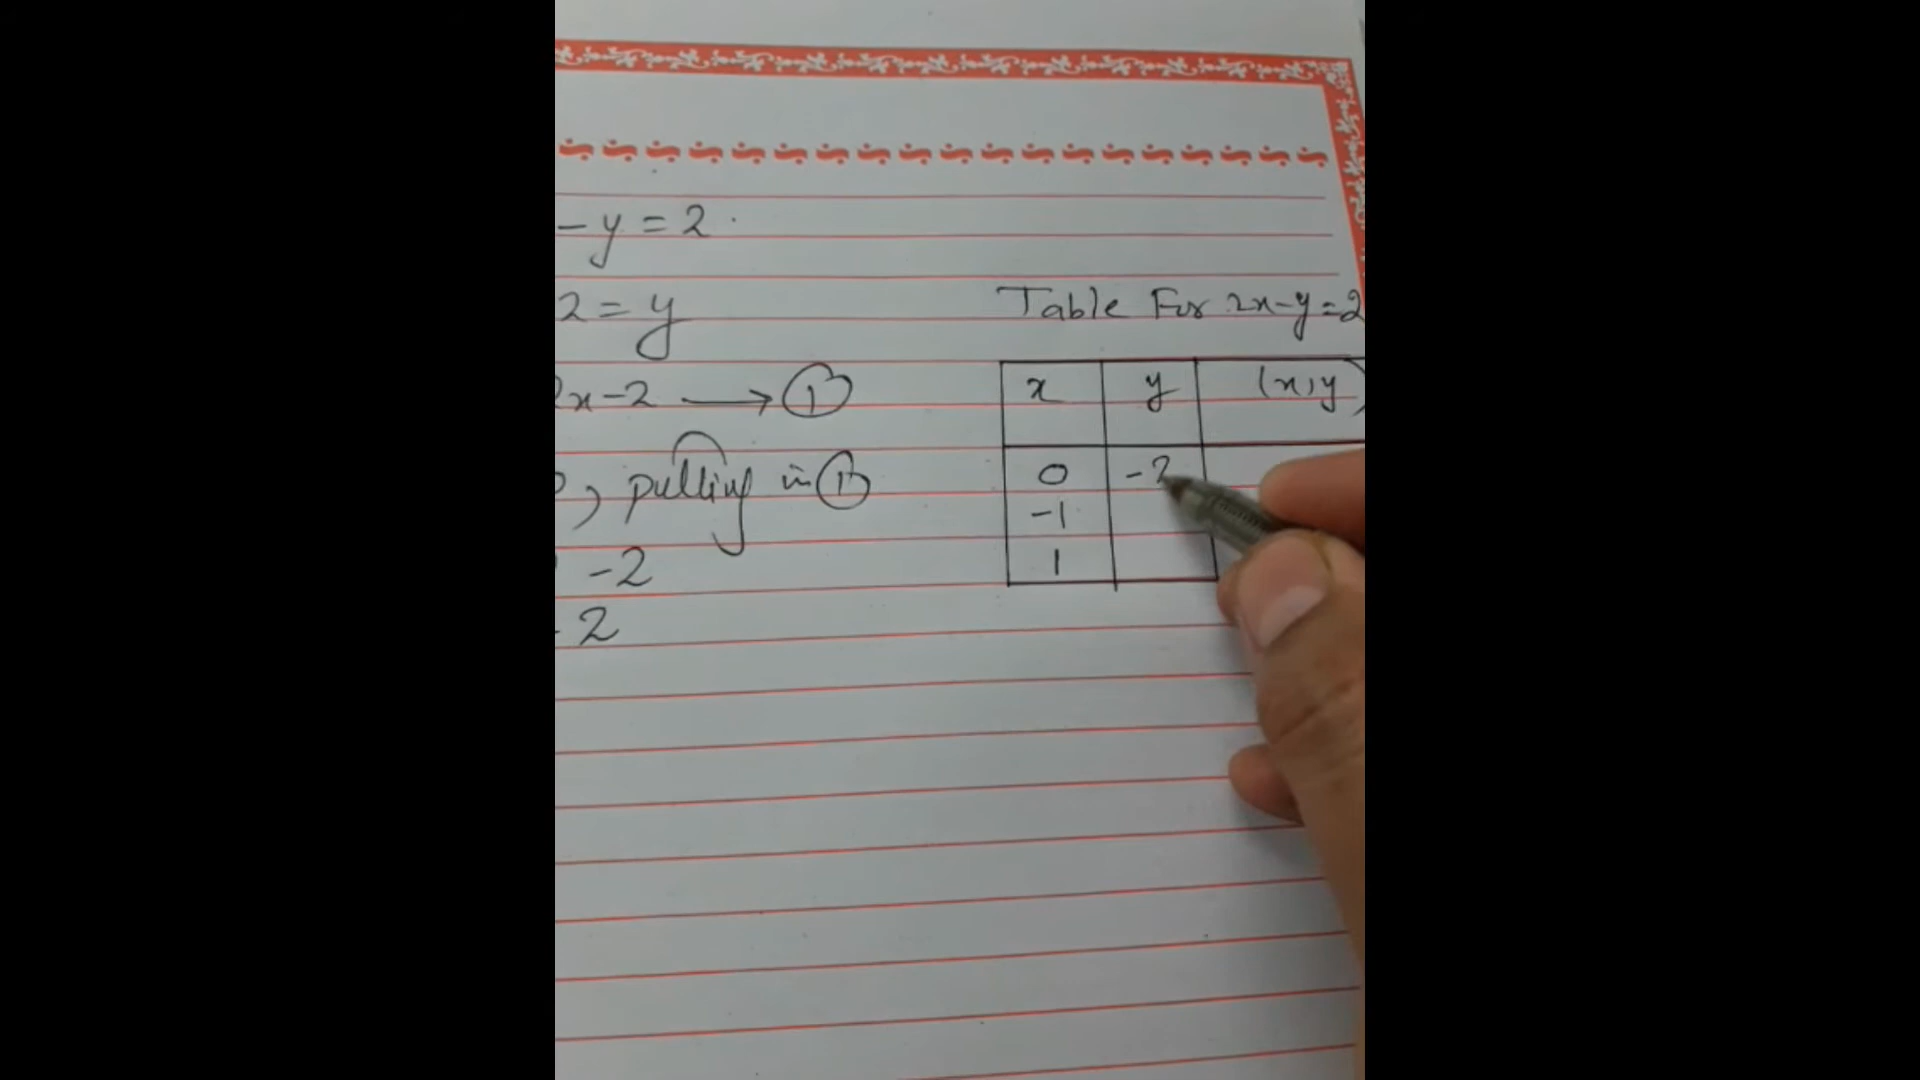 - y = 2
2 = y
2x-2 → 1
, putting in 1
-2
- 2
Table For 2x-y=2
x y (x, y)
0 -2
-1
1